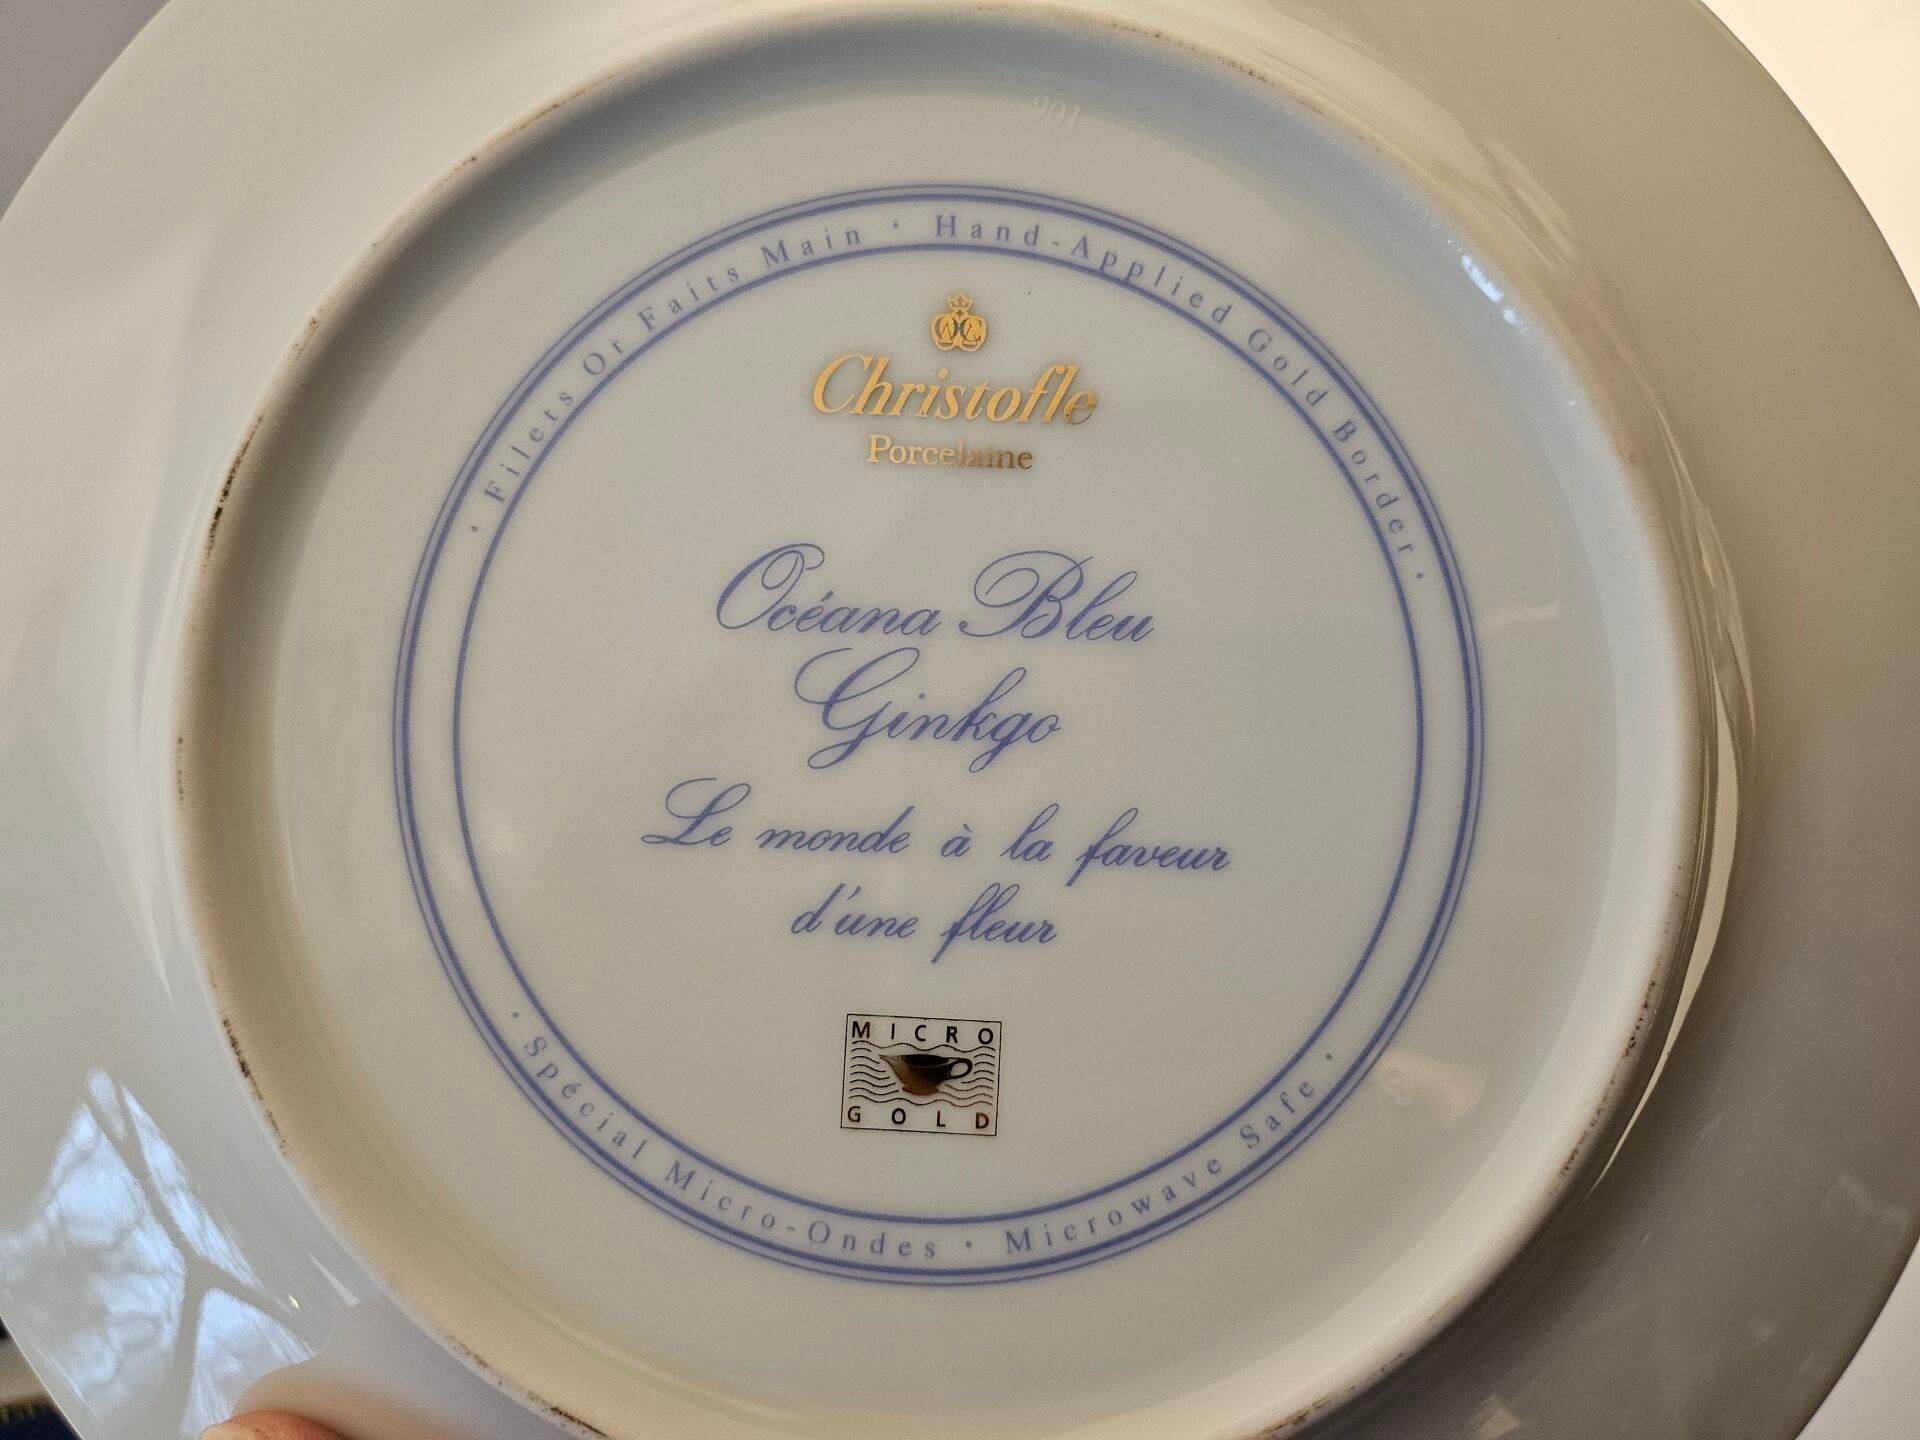 901
• Filets Or Faits Main • Hand-Applied Gold Border •
Christofle
Porcelaine
Océana Bleu
Ginkgo
Le monde à la faveur
d'une fleur
MICRO
GOLD
• Spécial Micro-Ondes • Microwave Safe •